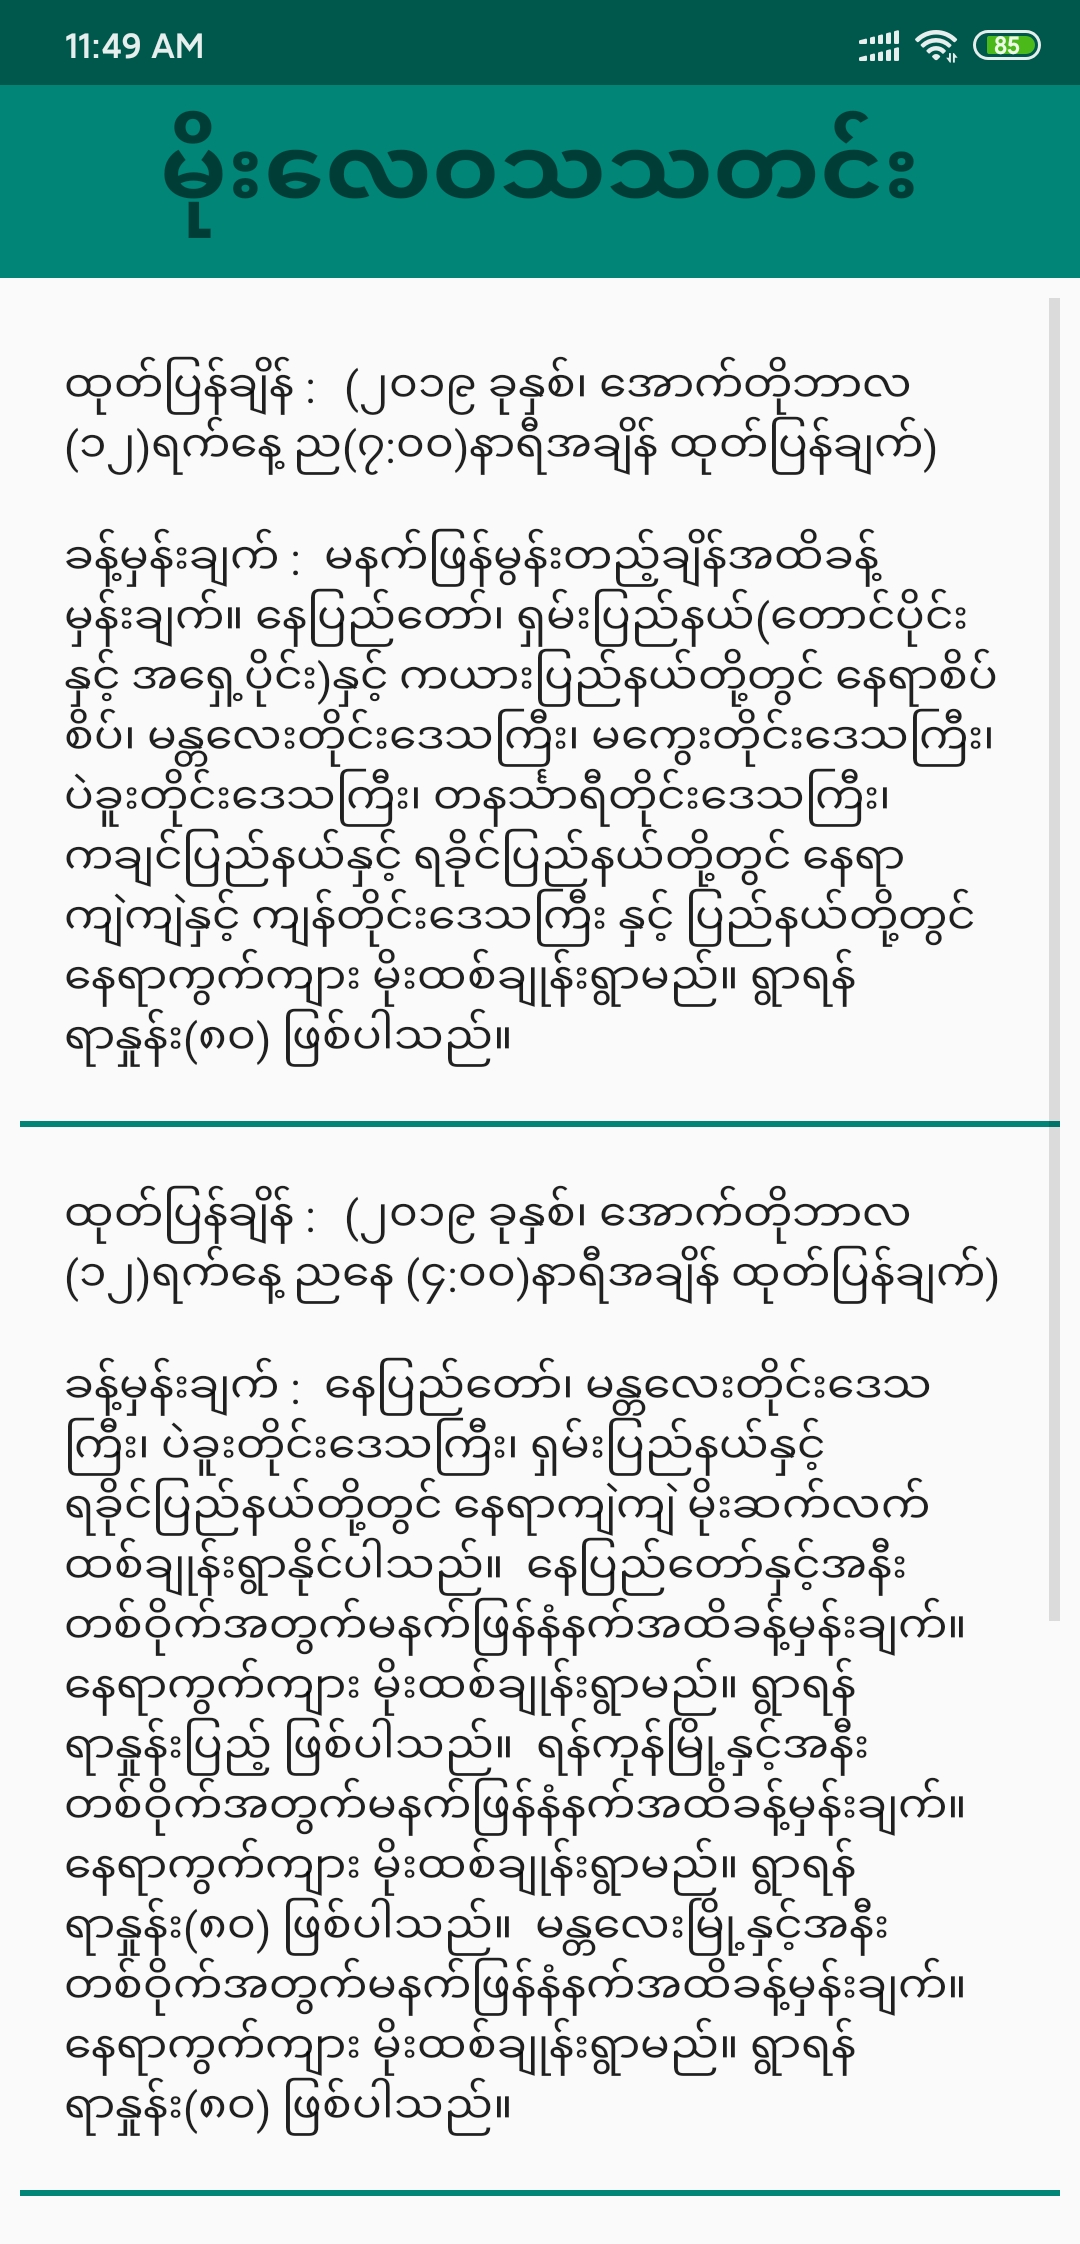 11:49 AM
85
မိုးလေဝသသတင်း
ထုတ်ပြန်ချိန် : (၂၀၁၉ ခုနှစ်၊ အောက်တိုဘာလ
(၁၂)ရက်နေ့ ည(၇:၀၀)နာရီအချိန် ထုတ်ပြန်ချက်)
ခန့်မှန်းချက် : မနက်ဖြန်မွန်းတည့်ချိန်အထိခန့်
မှန်းချက်။ နေပြည်တော်၊ ရှမ်းပြည်နယ်(တောင်ပိုင်း
နှင့် အရှေ့ပိုင်း)နှင့် ကယားပြည်နယ်တို့တွင် နေရာစိပ်
စိပ်၊ မန္တလေးတိုင်းဒေသကြီး၊ မကွေးတိုင်းဒေသကြီး၊
ပဲခူးတိုင်းဒေသကြီး၊ တနင်္သာရီတိုင်းဒေသကြီး၊
ကချင်ပြည်နယ်နှင့် ရခိုင်ပြည်နယ်တို့တွင် နေရာ
ကျဲကျဲနှင့် ကျန်တိုင်းဒေသကြီး နှင့် ပြည်နယ်တို့တွင်
နေရာကွက်ကျား မိုးထစ်ချုန်းရွာမည်။ ရွာရန်
ရာနှုန်း(၈၀) ဖြစ်ပါသည်။
ထုတ်ပြန်ချိန် : (၂၀၁၉ ခုနှစ်၊ အောက်တိုဘာလ
(၁၂)ရက်နေ့ ညနေ (၄:၀၀)နာရီအချိန် ထုတ်ပြန်ချက်)
ခန့်မှန်းချက် : နေပြည်တော်၊ မန္တလေးတိုင်းဒေသ
ကြီး၊ ပဲခူးတိုင်းဒေသကြီး၊ ရှမ်းပြည်နယ်နှင့်
ရခိုင်ပြည်နယ်တို့တွင် နေရာကျဲကျဲ မိုးဆက်လက်
ထစ်ချုန်းရွာနိုင်ပါသည်။ နေပြည်တော်နှင့်အနီး
တစ်ဝိုက်အတွက်မနက်ဖြန်နံနက်အထိခန့်မှန်းချက်။
နေရာကွက်ကျား မိုးထစ်ချုန်းရွာမည်။ ရွာရန်
ရာနှုန်းပြည့် ဖြစ်ပါသည်။ ရန်ကုန်မြို့နှင့်အနီး
တစ်ဝိုက်အတွက်မနက်ဖြန်နံနက်အထိခန့်မှန်းချက်။
နေရာကွက်ကျား မိုးထစ်ချုန်းရွာမည်။ ရွာရန်
ရာနှုန်း(၈၀) ဖြစ်ပါသည်။ မန္တလေးမြို့နှင့်အနီး
တစ်ဝိုက်အတွက်မနက်ဖြန်နံနက်အထိခန့်မှန်းချက်။
နေရာကွက်ကျား မိုးထစ်ချုန်းရွာမည်။ ရွာရန်
ရာနှုန်း(၈၀) ဖြစ်ပါသည်။